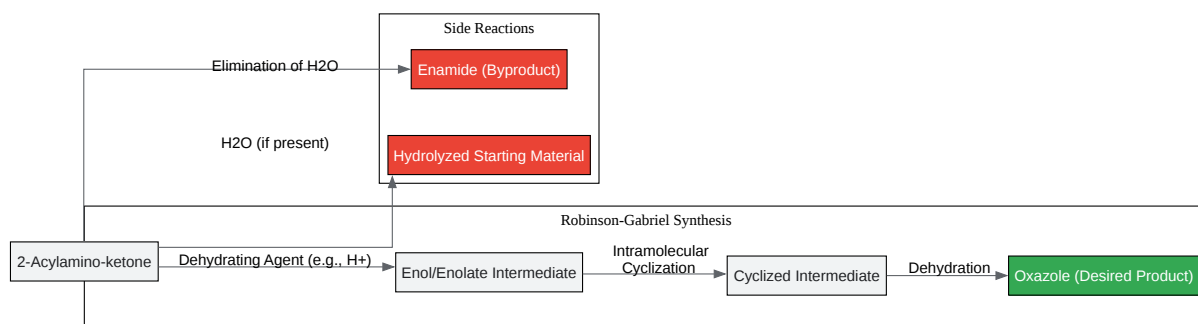 Side Reactions
Elimination of H2O
Enamide (Byproduct)
H2O (if present)
Hydrolyzed Starting Material
Robinson-Gabriel Synthesis
2-Acylamino-ketone
Dehydrating Agent (e.g., H+)
Enol/Enolate Intermediate
Intramolecular
Cyclization
Cyclized Intermediate
Dehydration
Oxazole (Desired Product)